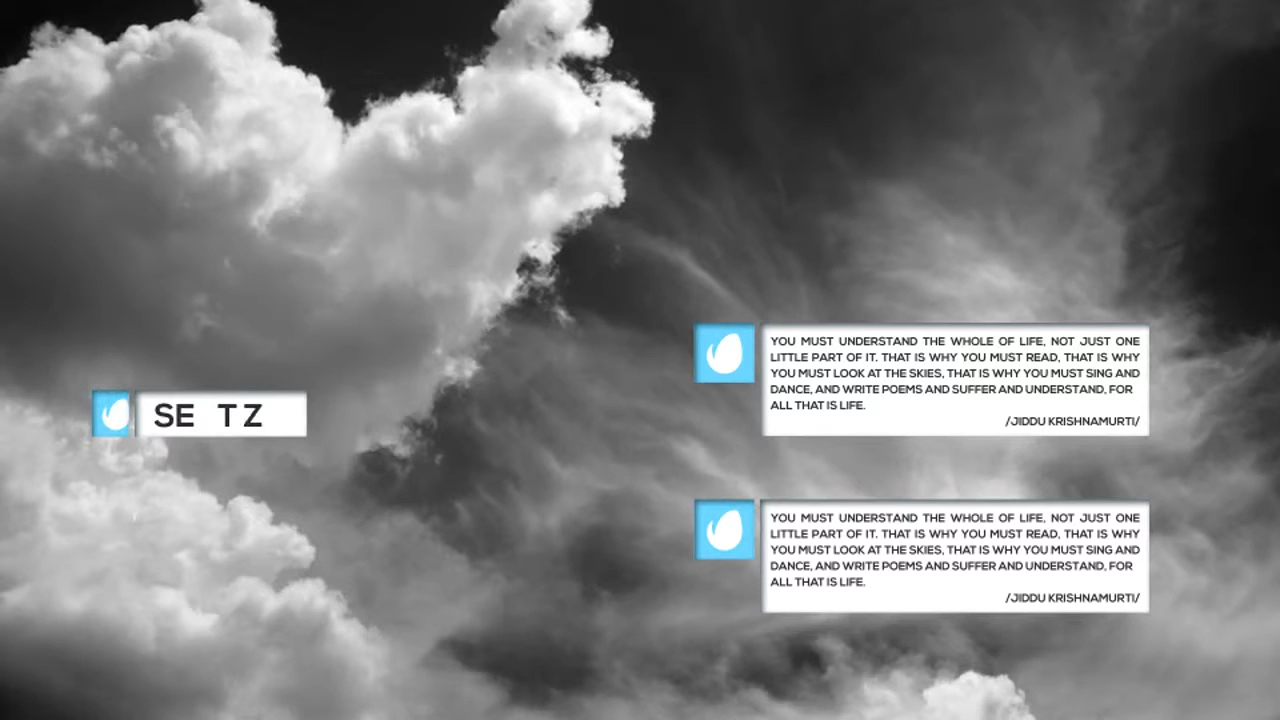 SE TZ
YOU MUST UNDERSTAND THE WHOLE OF LIFE, NOT JUST ONE
LITTLE PART OF IT. THAT IS WHY YOU MUST READ, THAT IS WHY
YOU MUST LOOK AT THE SKIES, THAT IS WHY YOU MUST SING AND
DANCE, AND WRITE POEMS AND SUFFER AND UNDERSTAND, FOR
ALL THAT IS LIFE.
/JIDDU KRISHNAMURTI/
YOU MUST UNDERSTAND THE WHOLE OF LIFE, NOT JUST ONE
LITTLE PART OF IT. THAT IS WHY YOU MUST READ, THAT IS WHY
YOU MUST LOOK AT THE SKIES, THAT IS WHY YOU MUST SING AND
DANCE, AND WRITE POEMS AND SUFFER AND UNDERSTAND, FOR
ALL THAT IS LIFE.
/JIDDU KRISHNAMURTI/